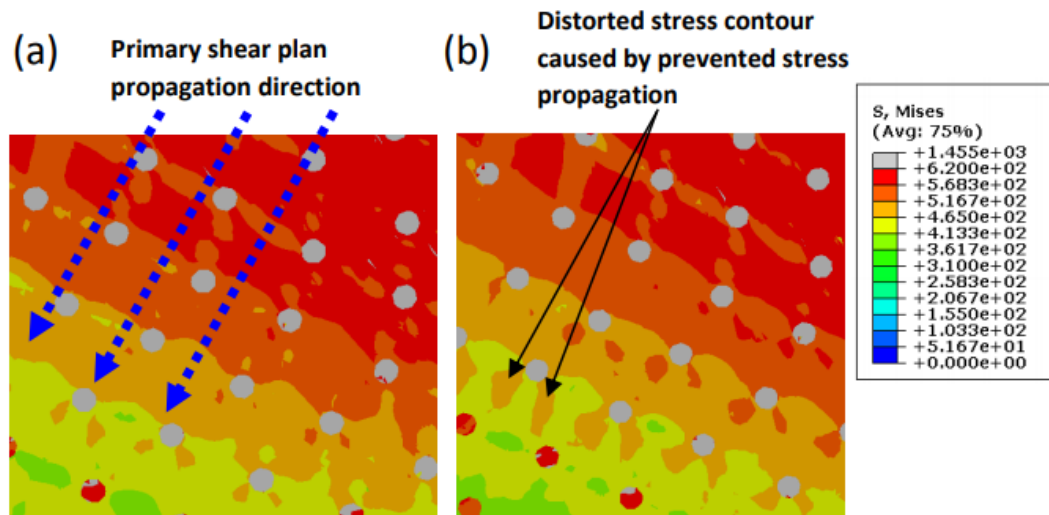 (a)
Primary shear plan
propagation direction
(b)
Distorted stress contour
caused by prevented stress
propagation
S, Mises
(Avg: 75%)
+1.455e+03
+6.200e+02
+5.683e+02
+5.167e+02
+4.650e+02
+4.133e+02
+3.617e+02
+3.100e+02
+2.583e+02
+2.067e+02
+1.550e+02
+1.033e+02
+5.167e+01
+0.000e+00